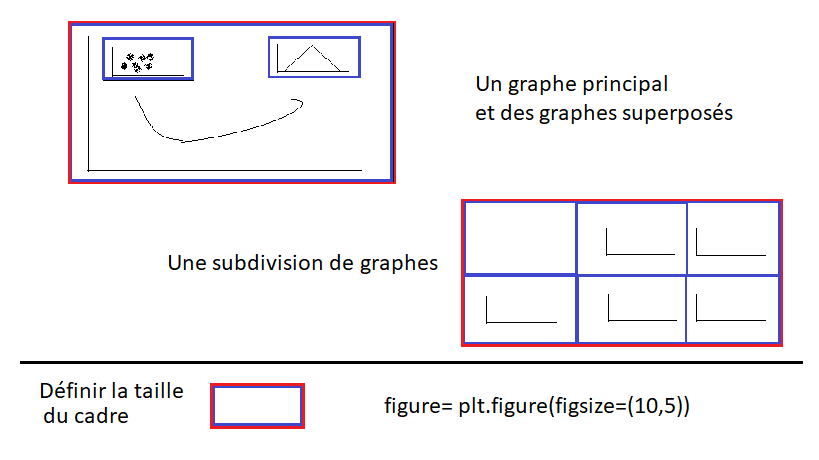 Un graphe principal
et des graphes superposés
Une subdivision de graphes
Définir la taille
du cadre
figure= plt.figure(figsize=(10,5))